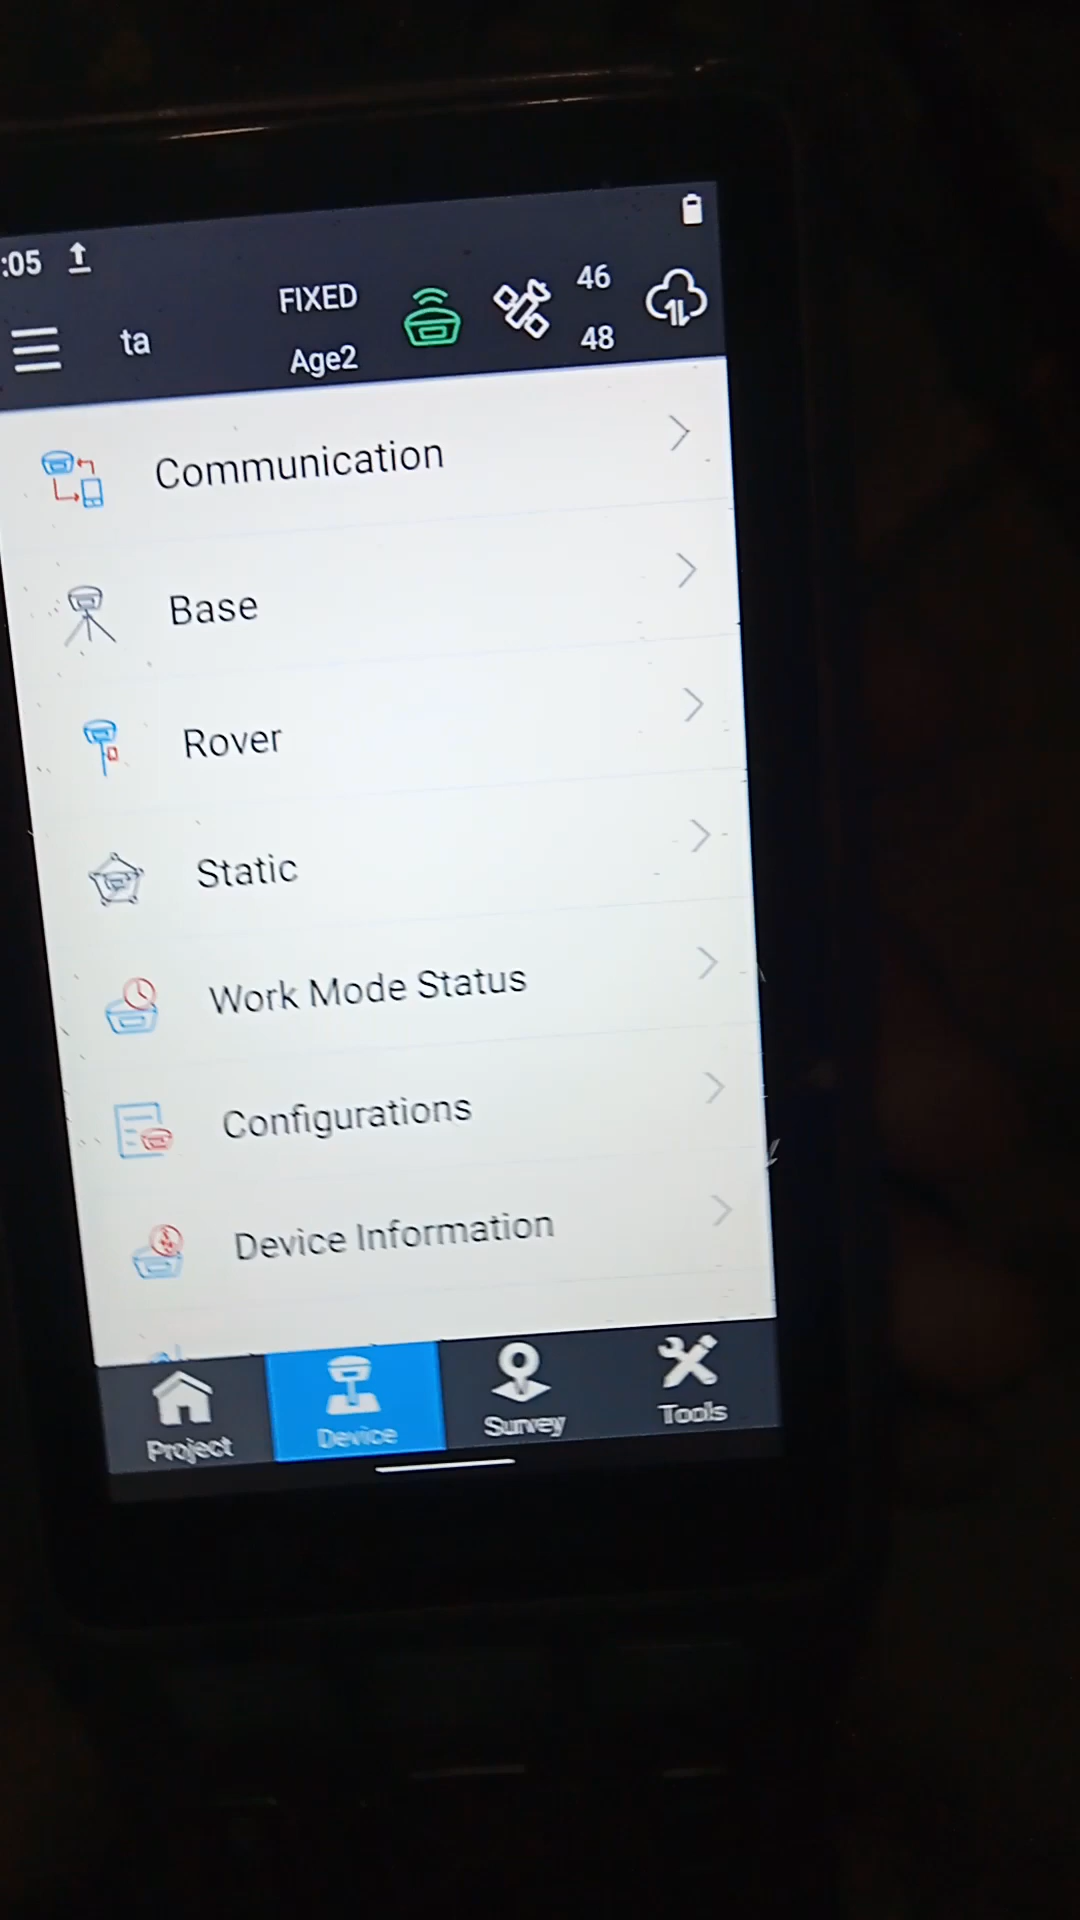 :05
FIXED
46
ta
Age2
48
Communication
Base
Rover
Static
Work Mode Status
Configurations
Device Information
Project
Device
Survey
Tools